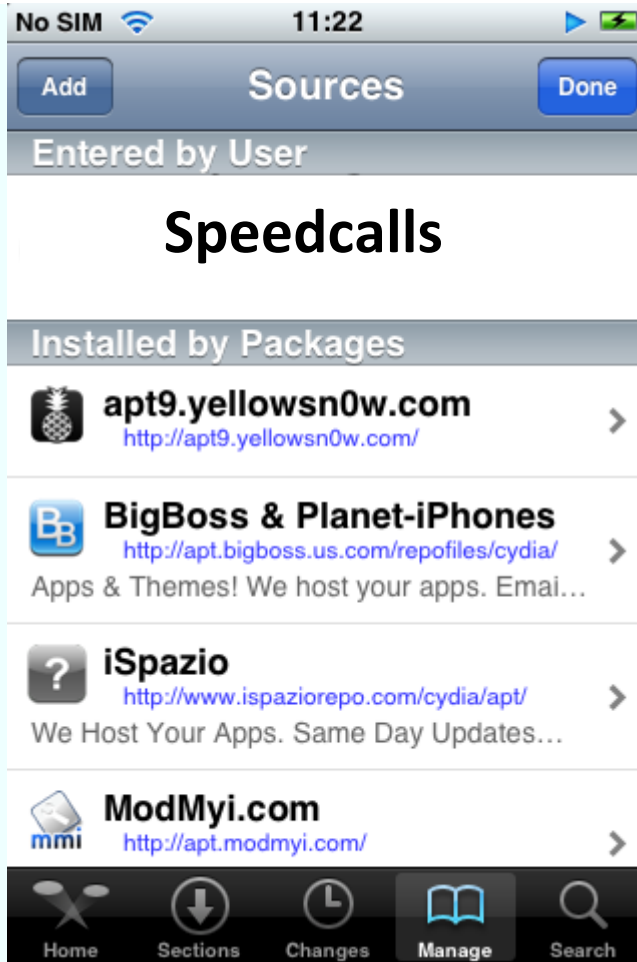 No SIM 11:22
Add Sources Done
Entered by User
Speedcalls
Installed by Packages
apt9.yellowsn0w.com
http://apt9.yellowsn0w.com/
BB BigBoss & Planet-iPhones
http://apt.bigboss.us.com/repofiles/cydia/
Apps & Themes! We host your apps. Emai...
? iSpazio
http://www.ispaziorepo.com/cydia/apt/
We Host Your Apps. Same Day Updates...
ModMyi.com
mmi http://apt.modmyi.com/
Home Sections Changes Manage Search